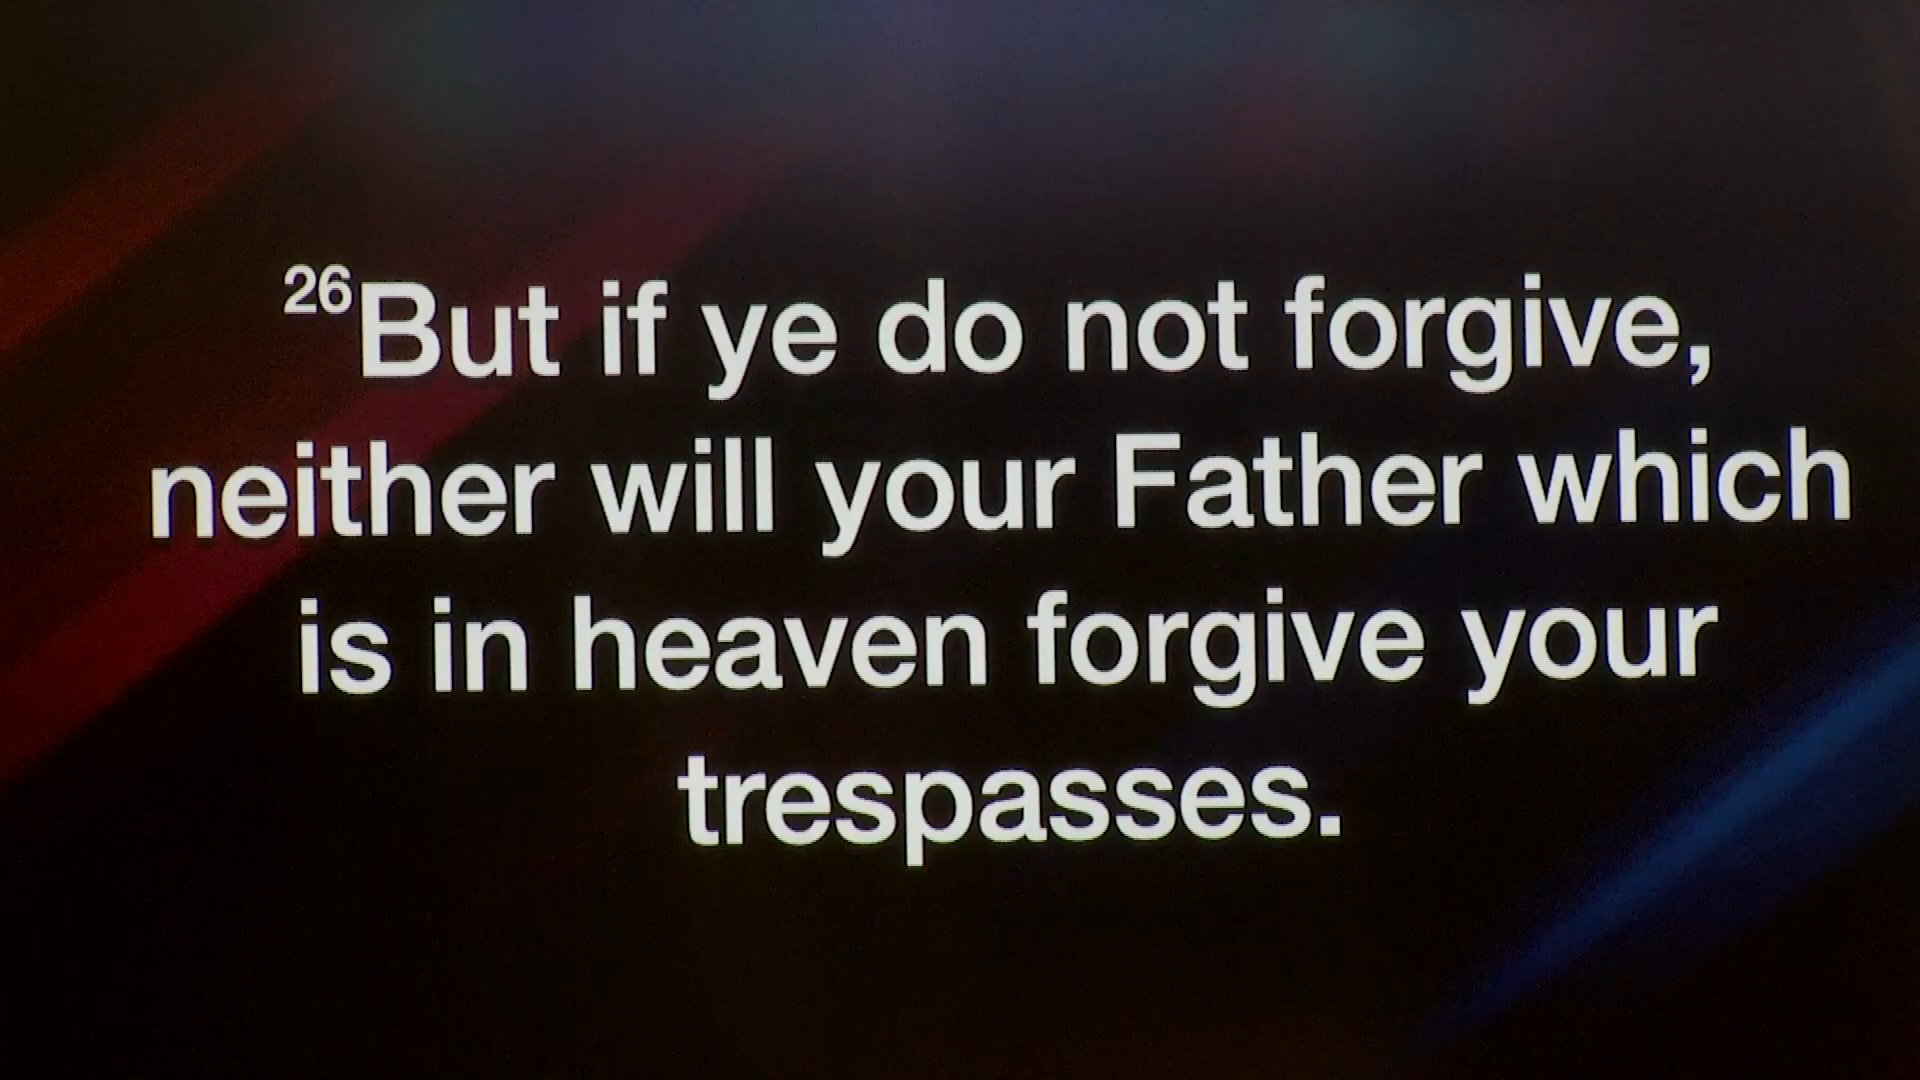 26But if ye do not forgive,
neither will your Father which
is in heaven forgive your
trespasses.